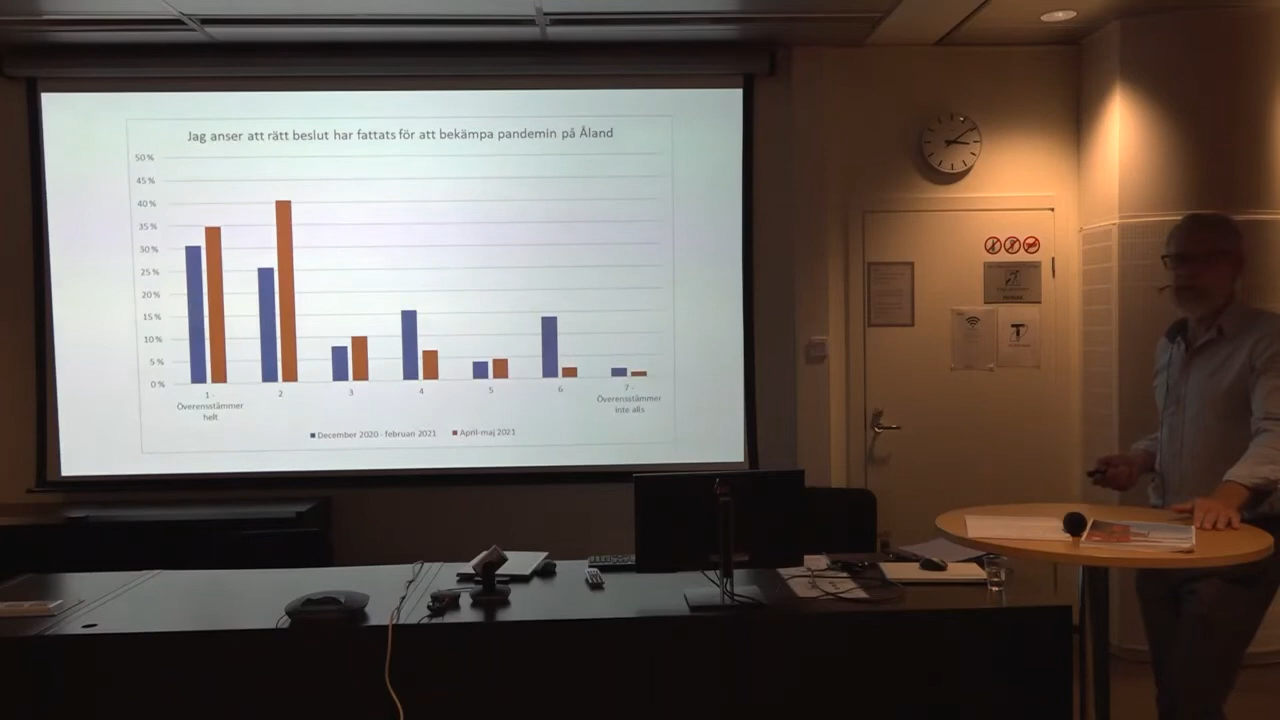 Jag anser att rätt beslut har fattats för att bekämpa pandemin på Åland
50 %
45 %
40 %
35 %
30 %
25 %
20 %
15 %
10 %
5 %
0 %
1 -
Överensstämmer
helt
2
3
4
5
6
7 -
Överensstämmer
inte alls
December 2020 - februari 2021
April-maj 2021
T